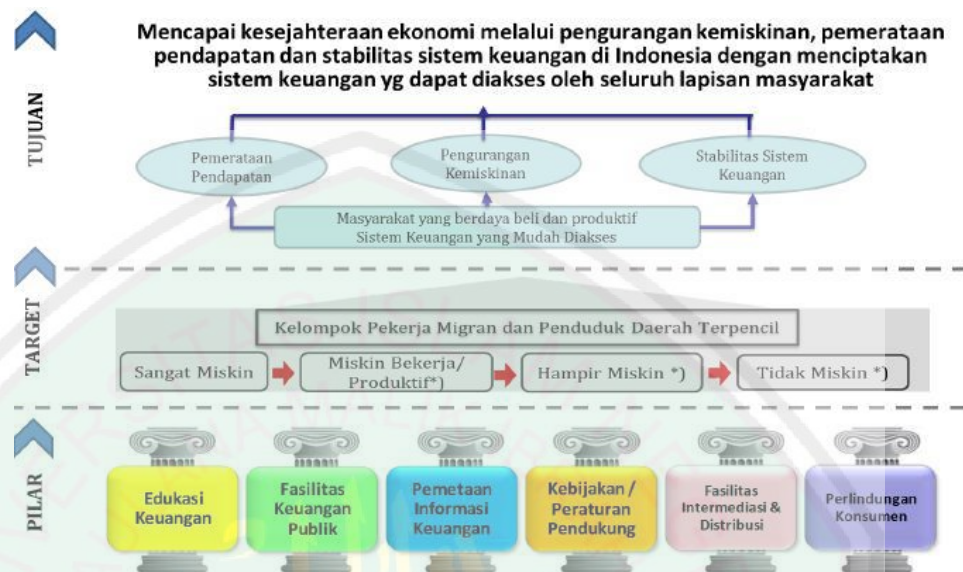 Mencapai kesejahteraan ekonomi melalui pengurangan kemiskinan, pemerataan
pendapatan dan stabilitas sistem keuangan di Indonesia dengan menciptakan
sistem keuangan yg dapat diakses oleh seluruh lapisan masyarakat
TUJUAN
Pemerataan
Pendapatan
Pengurangan
Kemiskinan
Stabilitas Sistem
Keuangan
Masyarakat yang berdaya beli dan produktif
Sistem Keuangan yang Mudah Diakses
TARGET
Kelompok Pekerja Migran dan Penduduk Daerah Terpencil
Sangat Miskin
Miskin Bekerja/
Produktif*)
Hampir Miskin *)
Tidak Miskin *)
PILAR
Edukasi
Keuangan
Fasilitas
Keuangan
Publik
Pemetaan
Informasi
Keuangan
Kebijakan /
Peraturan
Pendukung
Fasilitas
Intermediasi &
Distribusi
Perlindungan
Konsumen